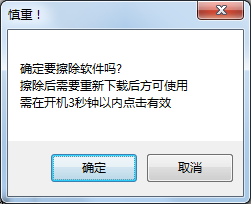 慎重！
确定要擦除软件吗?
擦除后需要重新下载后方可使用
需在开机3秒钟以内点击有效
确定
取消